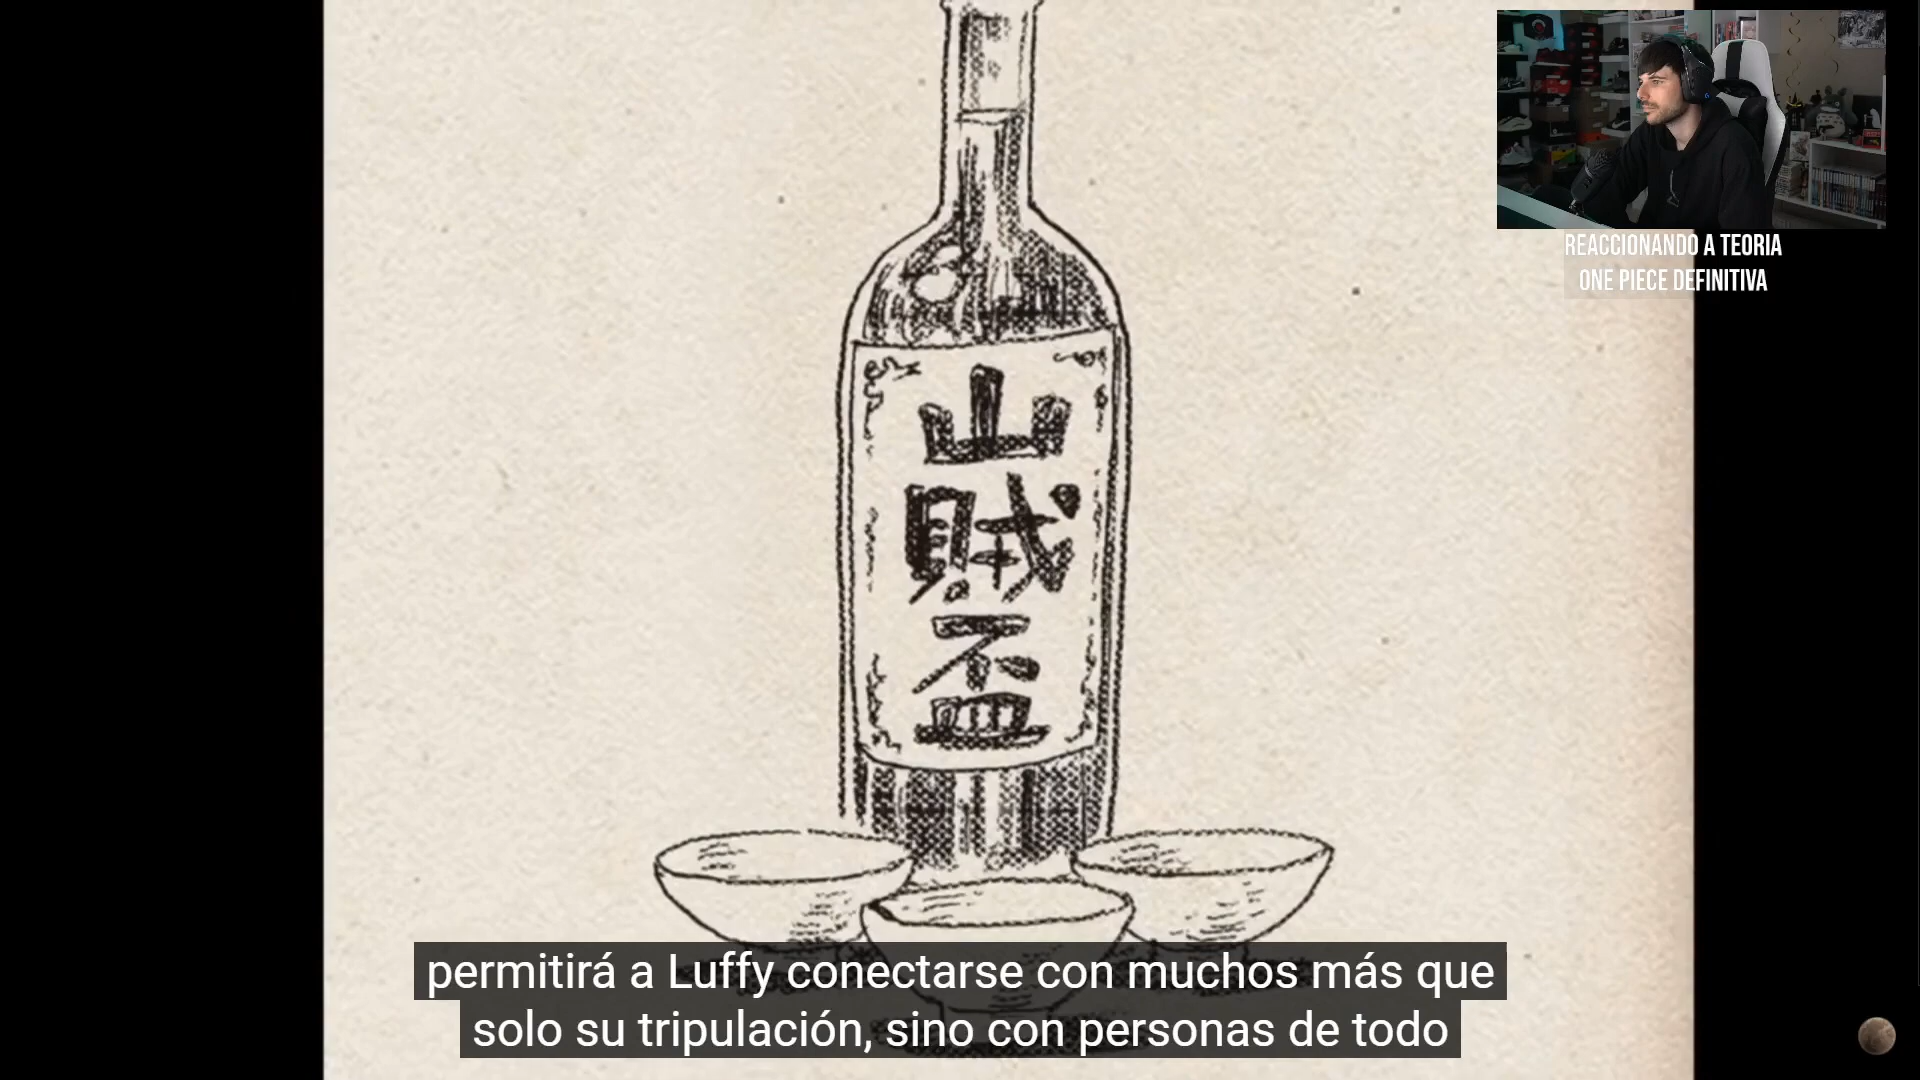 REACCIONANDO A TEORIA
ONE PIECE DEFINITIVA
山
賊
盃
permitirá a Luffy conectarse con muchos más que
solo su tripulación, sino con personas de todo